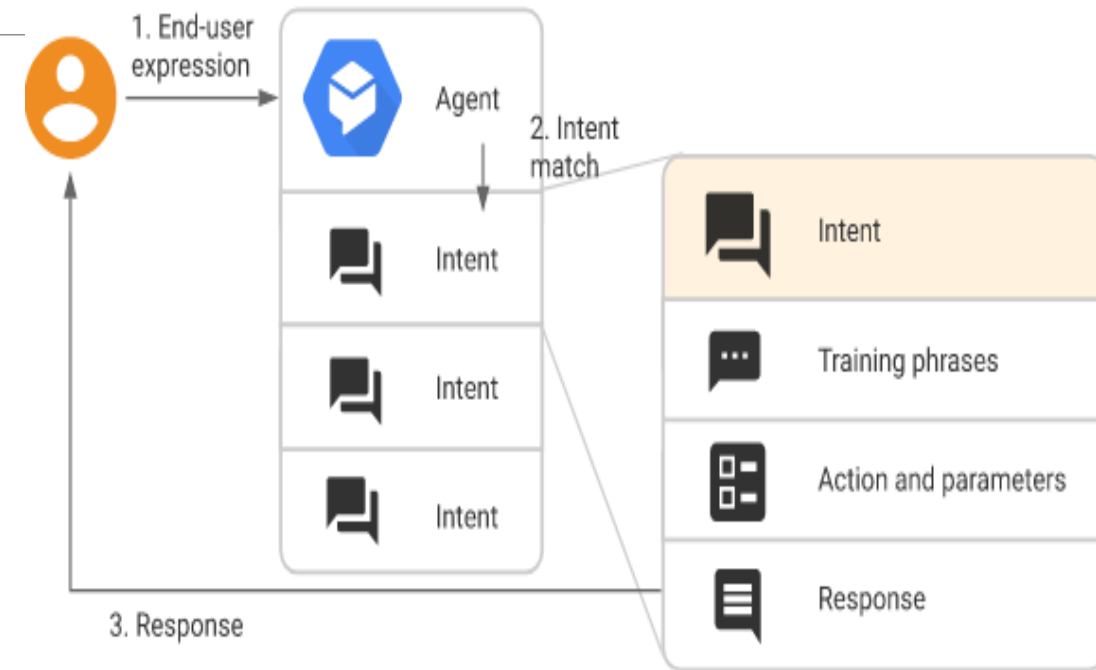 1. End-user
expression
Agent
2. Intent
match
Intent
Intent
Intent
Intent
Training phrases
Action and parameters
Response
3. Response